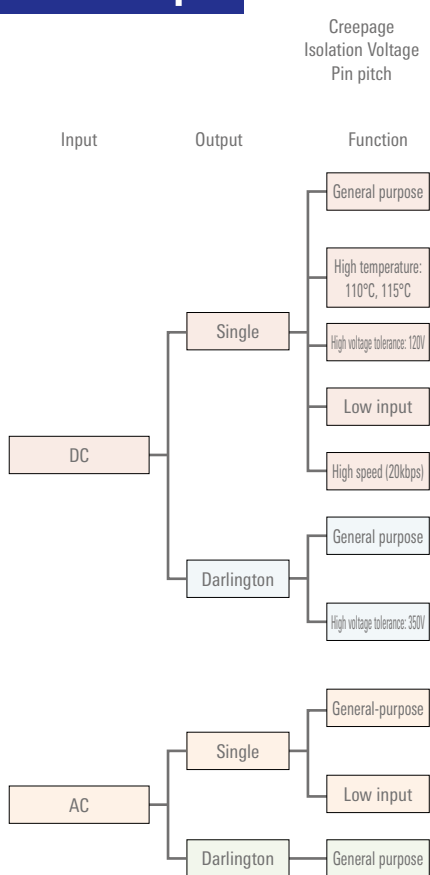 Creepage
Isolation Voltage
Pin pitch
Input
Output
Function
General purpose
High temperature:
110°C, 115°C
Single
High voltage tolerance: 120V
Low input
DC
High speed (20kbps)
General purpose
Darlington
High voltage tolerance: 350V
General-purpose
Single
Low input
AC
Darlington
General purpose